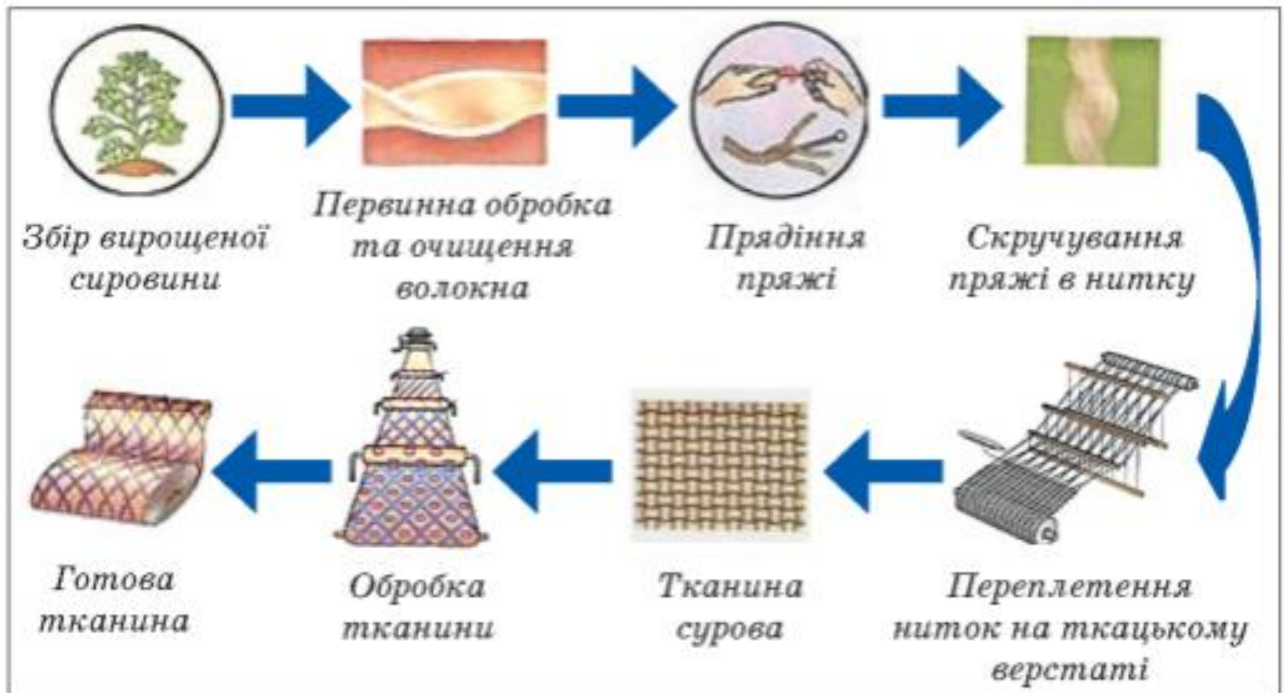 Збір вирощеної
сировини
Первинна обробка
та очищення
волокна
Прядіння
пряжі
Скручування
пряжі в нитку
Готова
тканина
Обробка
тканини
Тканина
сурова
Переплетення
ниток на ткацькому
верстаті